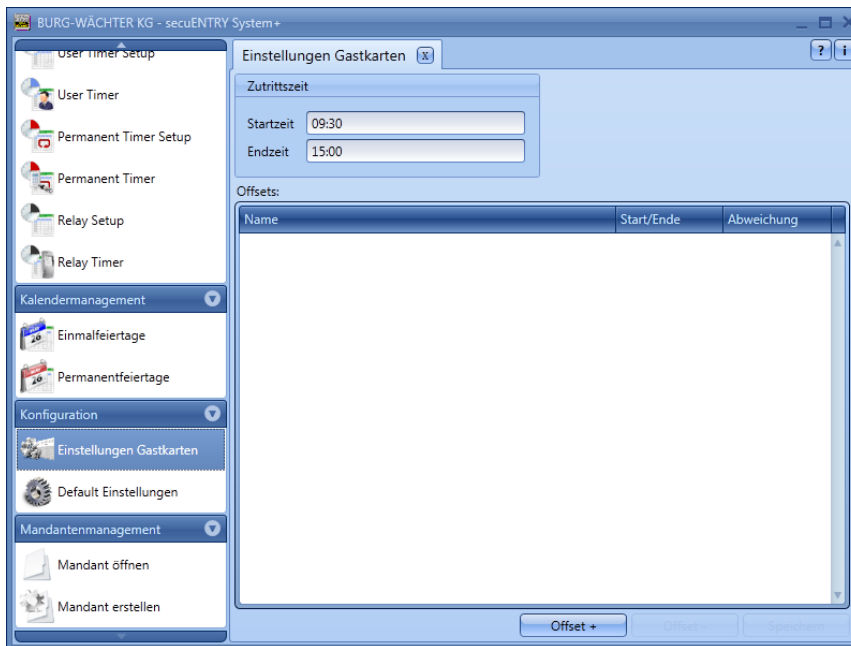 BURG-WÄCHTER KG - secuENTRY System+
User Timer Setup
User Timer
Permanent Timer Setup
Permanent Timer
Relay Setup
Relay Timer
Kalendermanagement
Einmalfeiertage
Permanentfeiertage
Konfiguration
Einstellungen Gastkarten
Default Einstellungen
Mandantenmanagement
Mandant öffnen
Mandant erstellen
Einstellungen Gastkarten x
? i
Zutrittszeit
Startzeit 09:30
Endzeit 15:00
Offsets:
Name Start/Ende Abweichung
Offset + Offset - Speichern